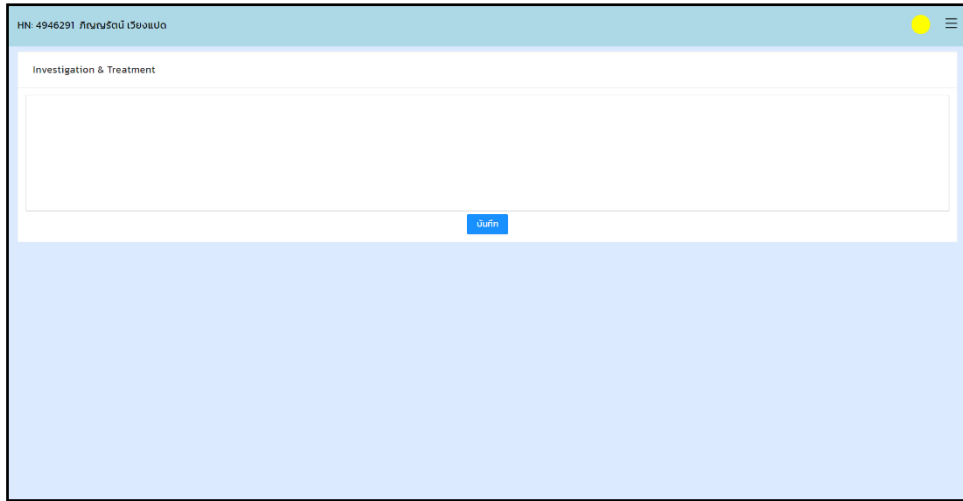 HN: 4946291 ภิญญรัตน์ เวียงแปด
Investigation & Treatment
บันทึก